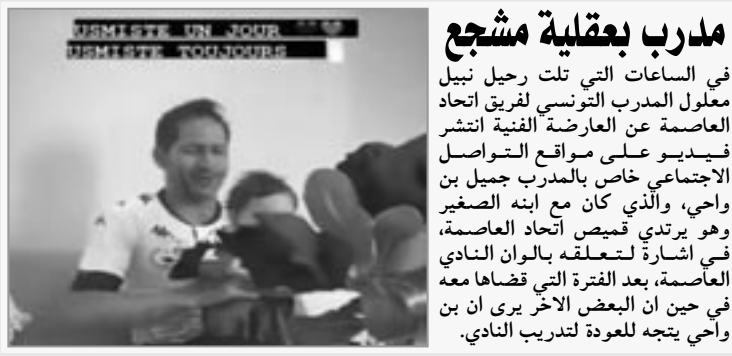 مدرب بعقلية مشجع
في الساعات التي تلت رحيل نبيل
معلول المدرب التونسي لفريق اتحاد
العاصمة عن العارضة الفنية انتشر
فيديو على مواقع التواصل
الاجتماعي خاص بالمدرب جميل بن
واحي، والذي كان مع ابنه الصغير
وهو يرتدي قميص اتحاد العاصمة،
في اشارة لتعلقه بالوان النادي
العاصمة، بعد الفترة التي قضاها معه
في حين ان البعض الاخر يرى ان بن
واحي يتجه للعودة لتدريب النادي.
USMISTE UN JOUR
USMISTE TOUJOURS